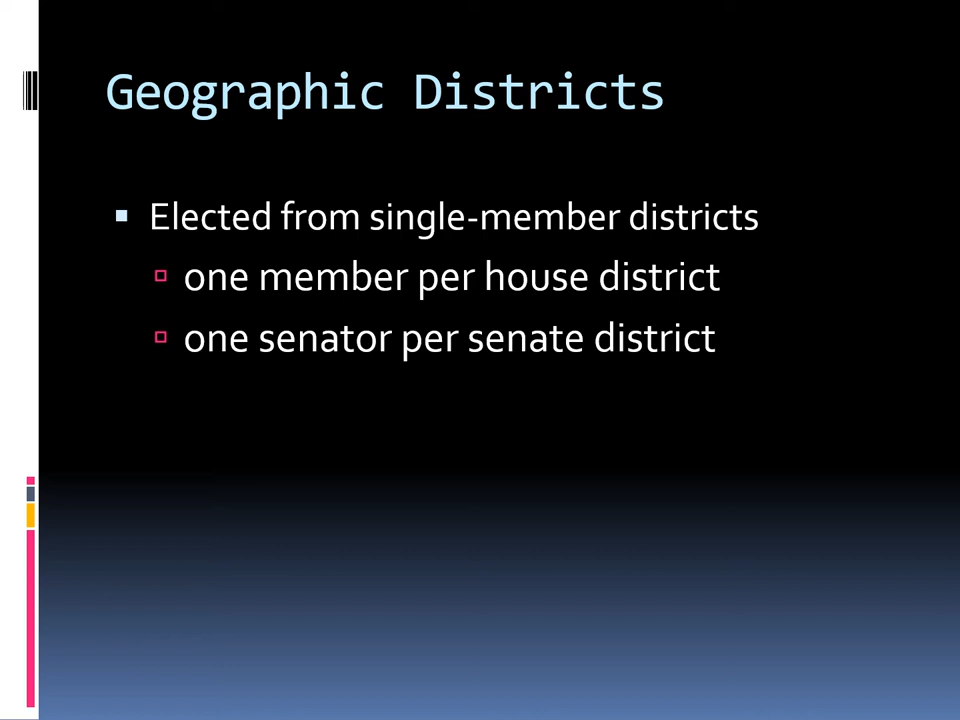 Geographic Districts
Elected from single-member districts
one member per house district
one senator per senate district